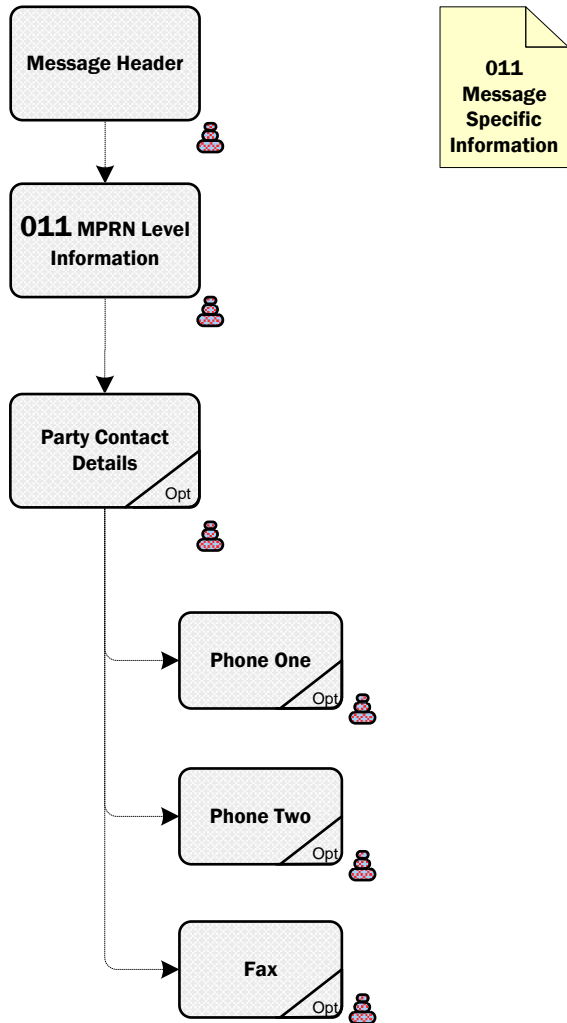 Message Header
011
Message
Specific
Information
011 MPRN Level
Information
Party Contact
Details
Opt
Phone One
Opt
Phone Two
Opt
Fax
Opt